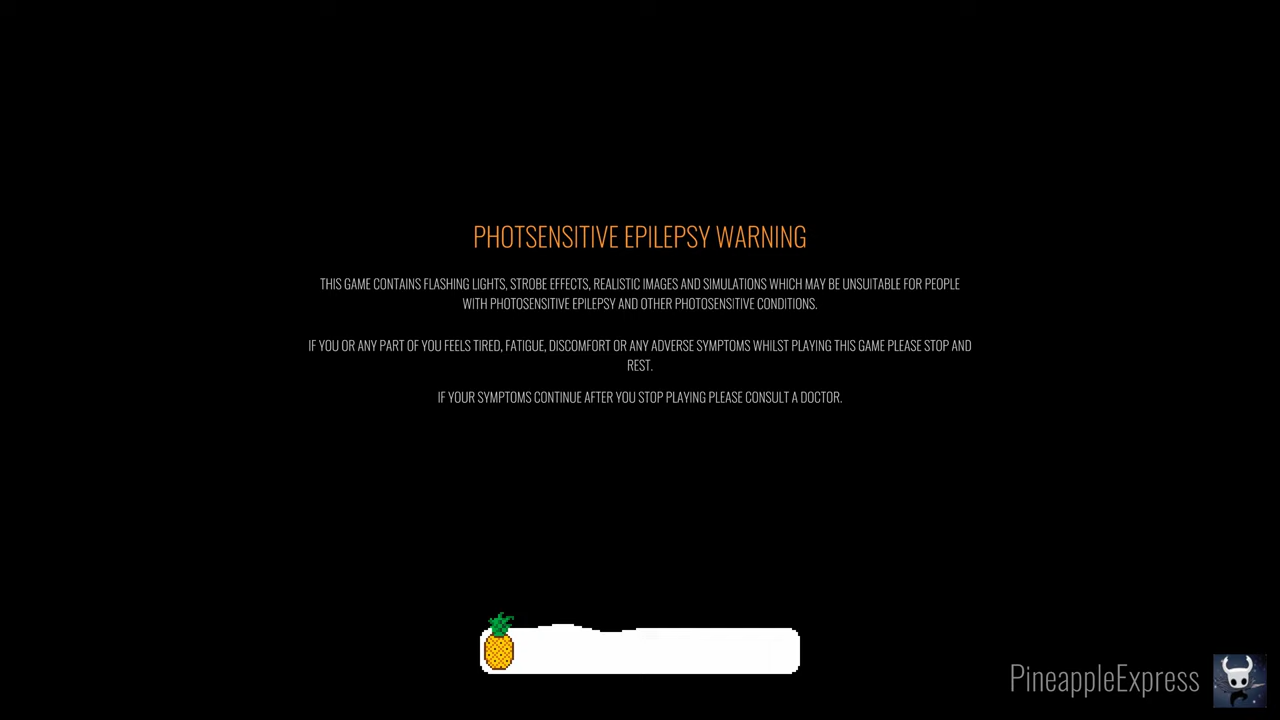 PHOTSENSITIVE EPILEPSY WARNING
THIS GAME CONTAINS FLASHING LIGHTS, STROBE EFFECTS, REALISTIC IMAGES AND SIMULATIONS WHICH MAY BE UNSUITABLE FOR PEOPLE
WITH PHOTOSENSITIVE EPILEPSY AND OTHER PHOTOSENSITIVE CONDITIONS.
IF YOU OR ANY PART OF YOU FEELS TIRED, FATIGUE, DISCOMFORT OR ANY ADVERSE SYMPTOMS WHILST PLAYING THIS GAME PLEASE STOP AND
REST.
IF YOUR SYMPTOMS CONTINUE AFTER YOU STOP PLAYING PLEASE CONSULT A DOCTOR.
PineappleExpress